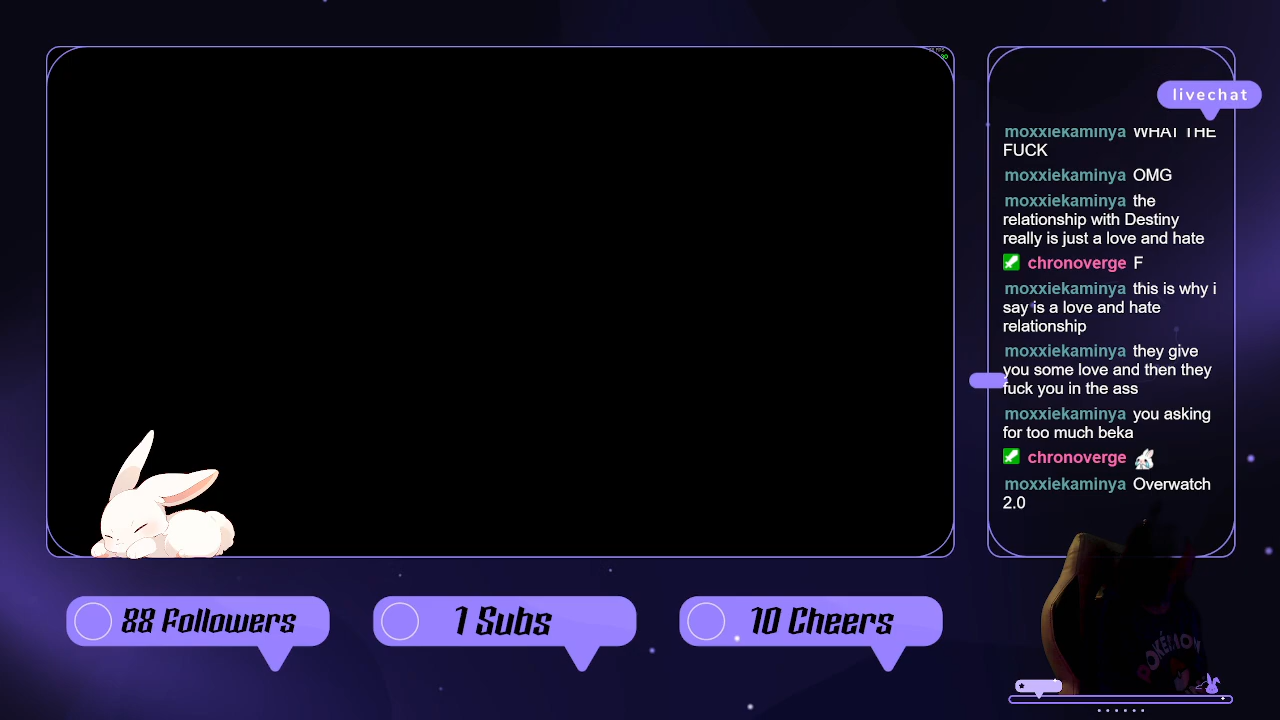 livechat
moxxiekaminya WHAT THE
FUCK
moxxiekaminya OMG
moxxiekaminya the
relationship with Destiny
really is just a love and hate
chronoverge F
moxxiekaminya this is why i
say is a love and hate
relationship
moxxiekaminya they give
you some love and then they
fuck you in the ass
moxxiekaminya you asking
for too much beka
chronoverge
moxxiekaminya Overwatch
2.0
88 Followers
1 Subs
10 Cheers
POKÉMON